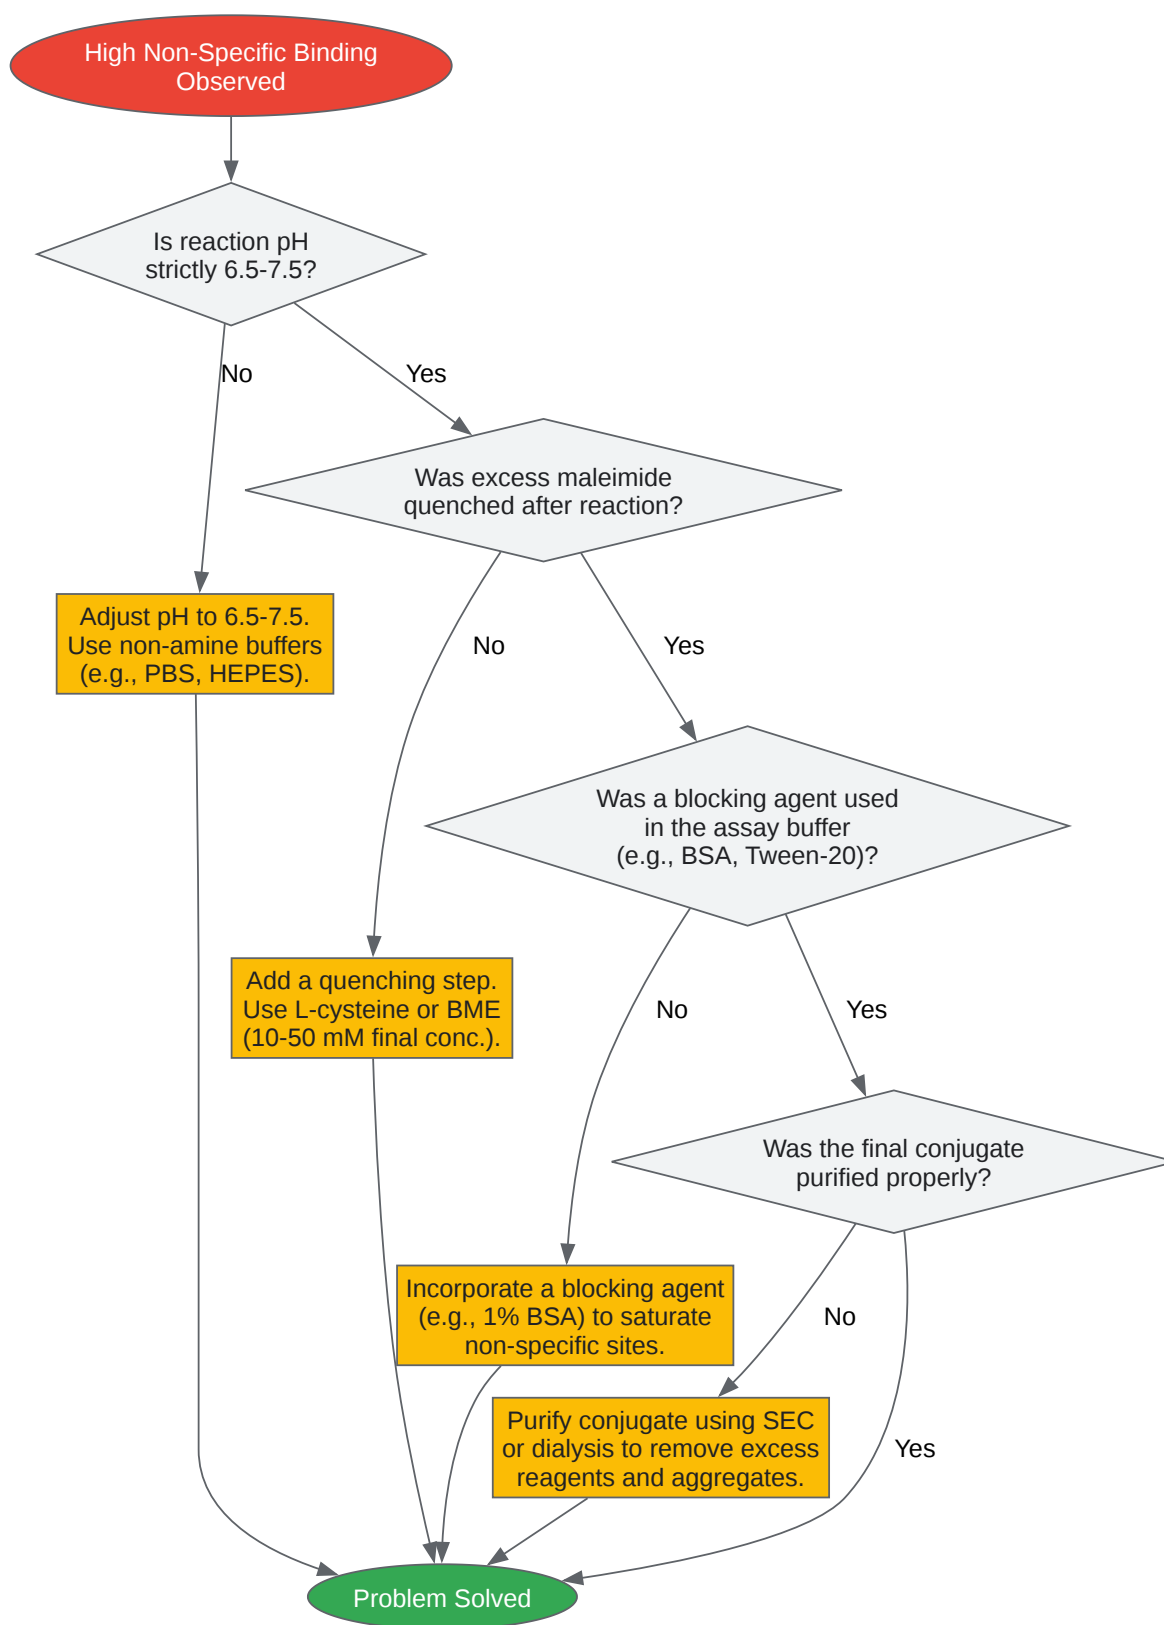 High Non-Specific Binding
Observed
Is reaction pH
strictly 6.5-7.5?
No
Yes
Was excess maleimide
quenched after reaction?
Adjust pH to 6.5-7.5.
Use non-amine buffers
(e.g., PBS, HEPES).
No
Yes
Was a blocking agent used
in the assay buffer
(e.g., BSA, Tween-20)?
Add a quenching step.
Use L-cysteine or BME
(10-50 mM final conc.).
No
Yes
Was the final conjugate
purified properly?
Incorporate a blocking agent
(e.g., 1% BSA) to saturate
non-specific sites.
No
Purify conjugate using SEC
or dialysis to remove excess
reagents and aggregates.
Yes
Problem Solved